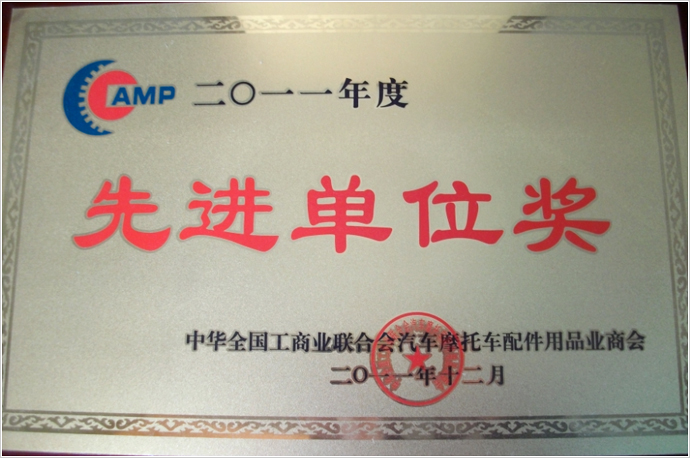 CAMP 二〇一一年度
先进单位奖
中华全国工商业联合会汽车摩托车配件用品业商会
二〇一一年十二月